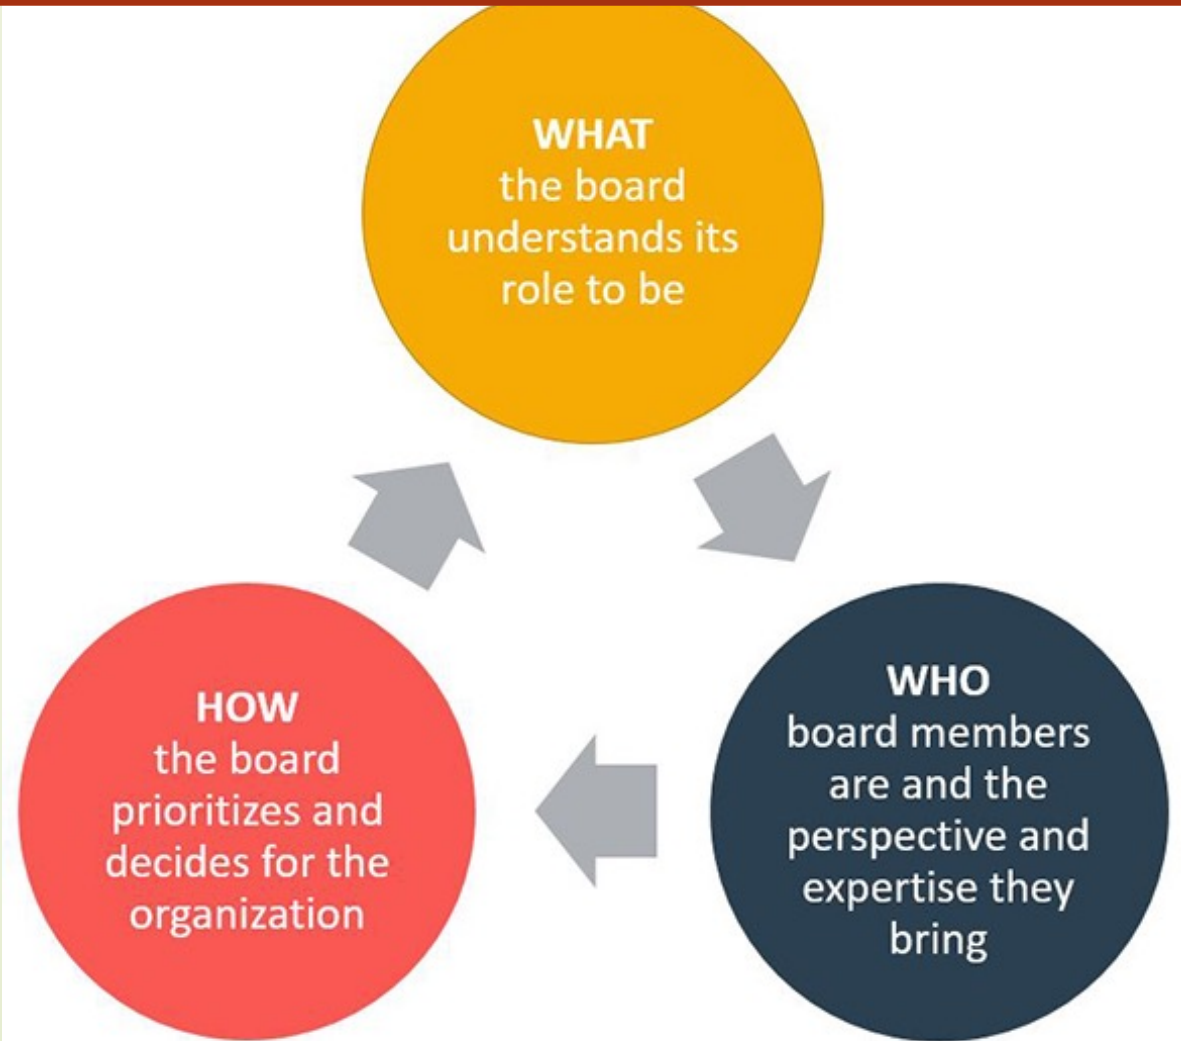 WHAT
the board
understands its
role to be
WHO
board members
are and the
perspective and
expertise they
bring
HOW
the board
prioritizes and
decides for the
organization